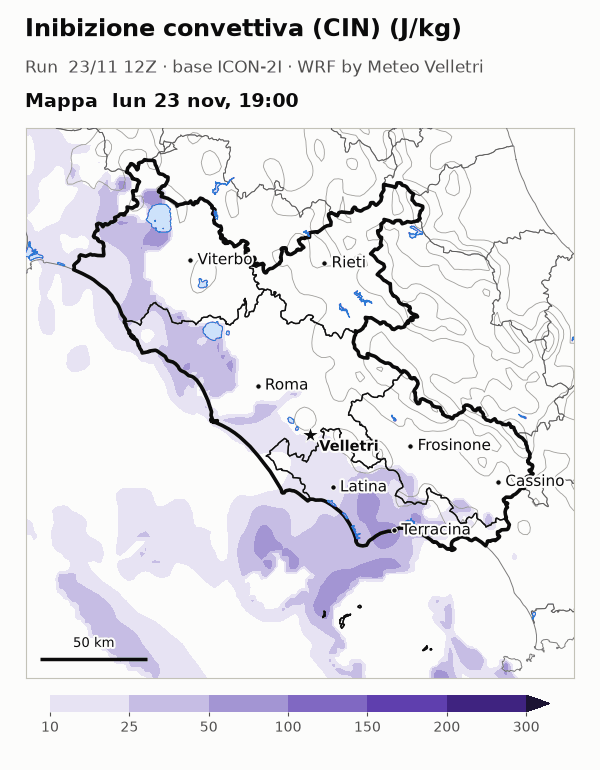 Inibizione convettiva (CIN) (J/kg)
Run  23/11 12Z · base ICON-2I · WRF by Meteo Velletri
Mappa  lun 23 nov, 19:00
Viterbo
Rieti
Roma
Velletri
Frosinone
Cassino
Latina
Terracina
50 km
10 25 50 100 150 200 300